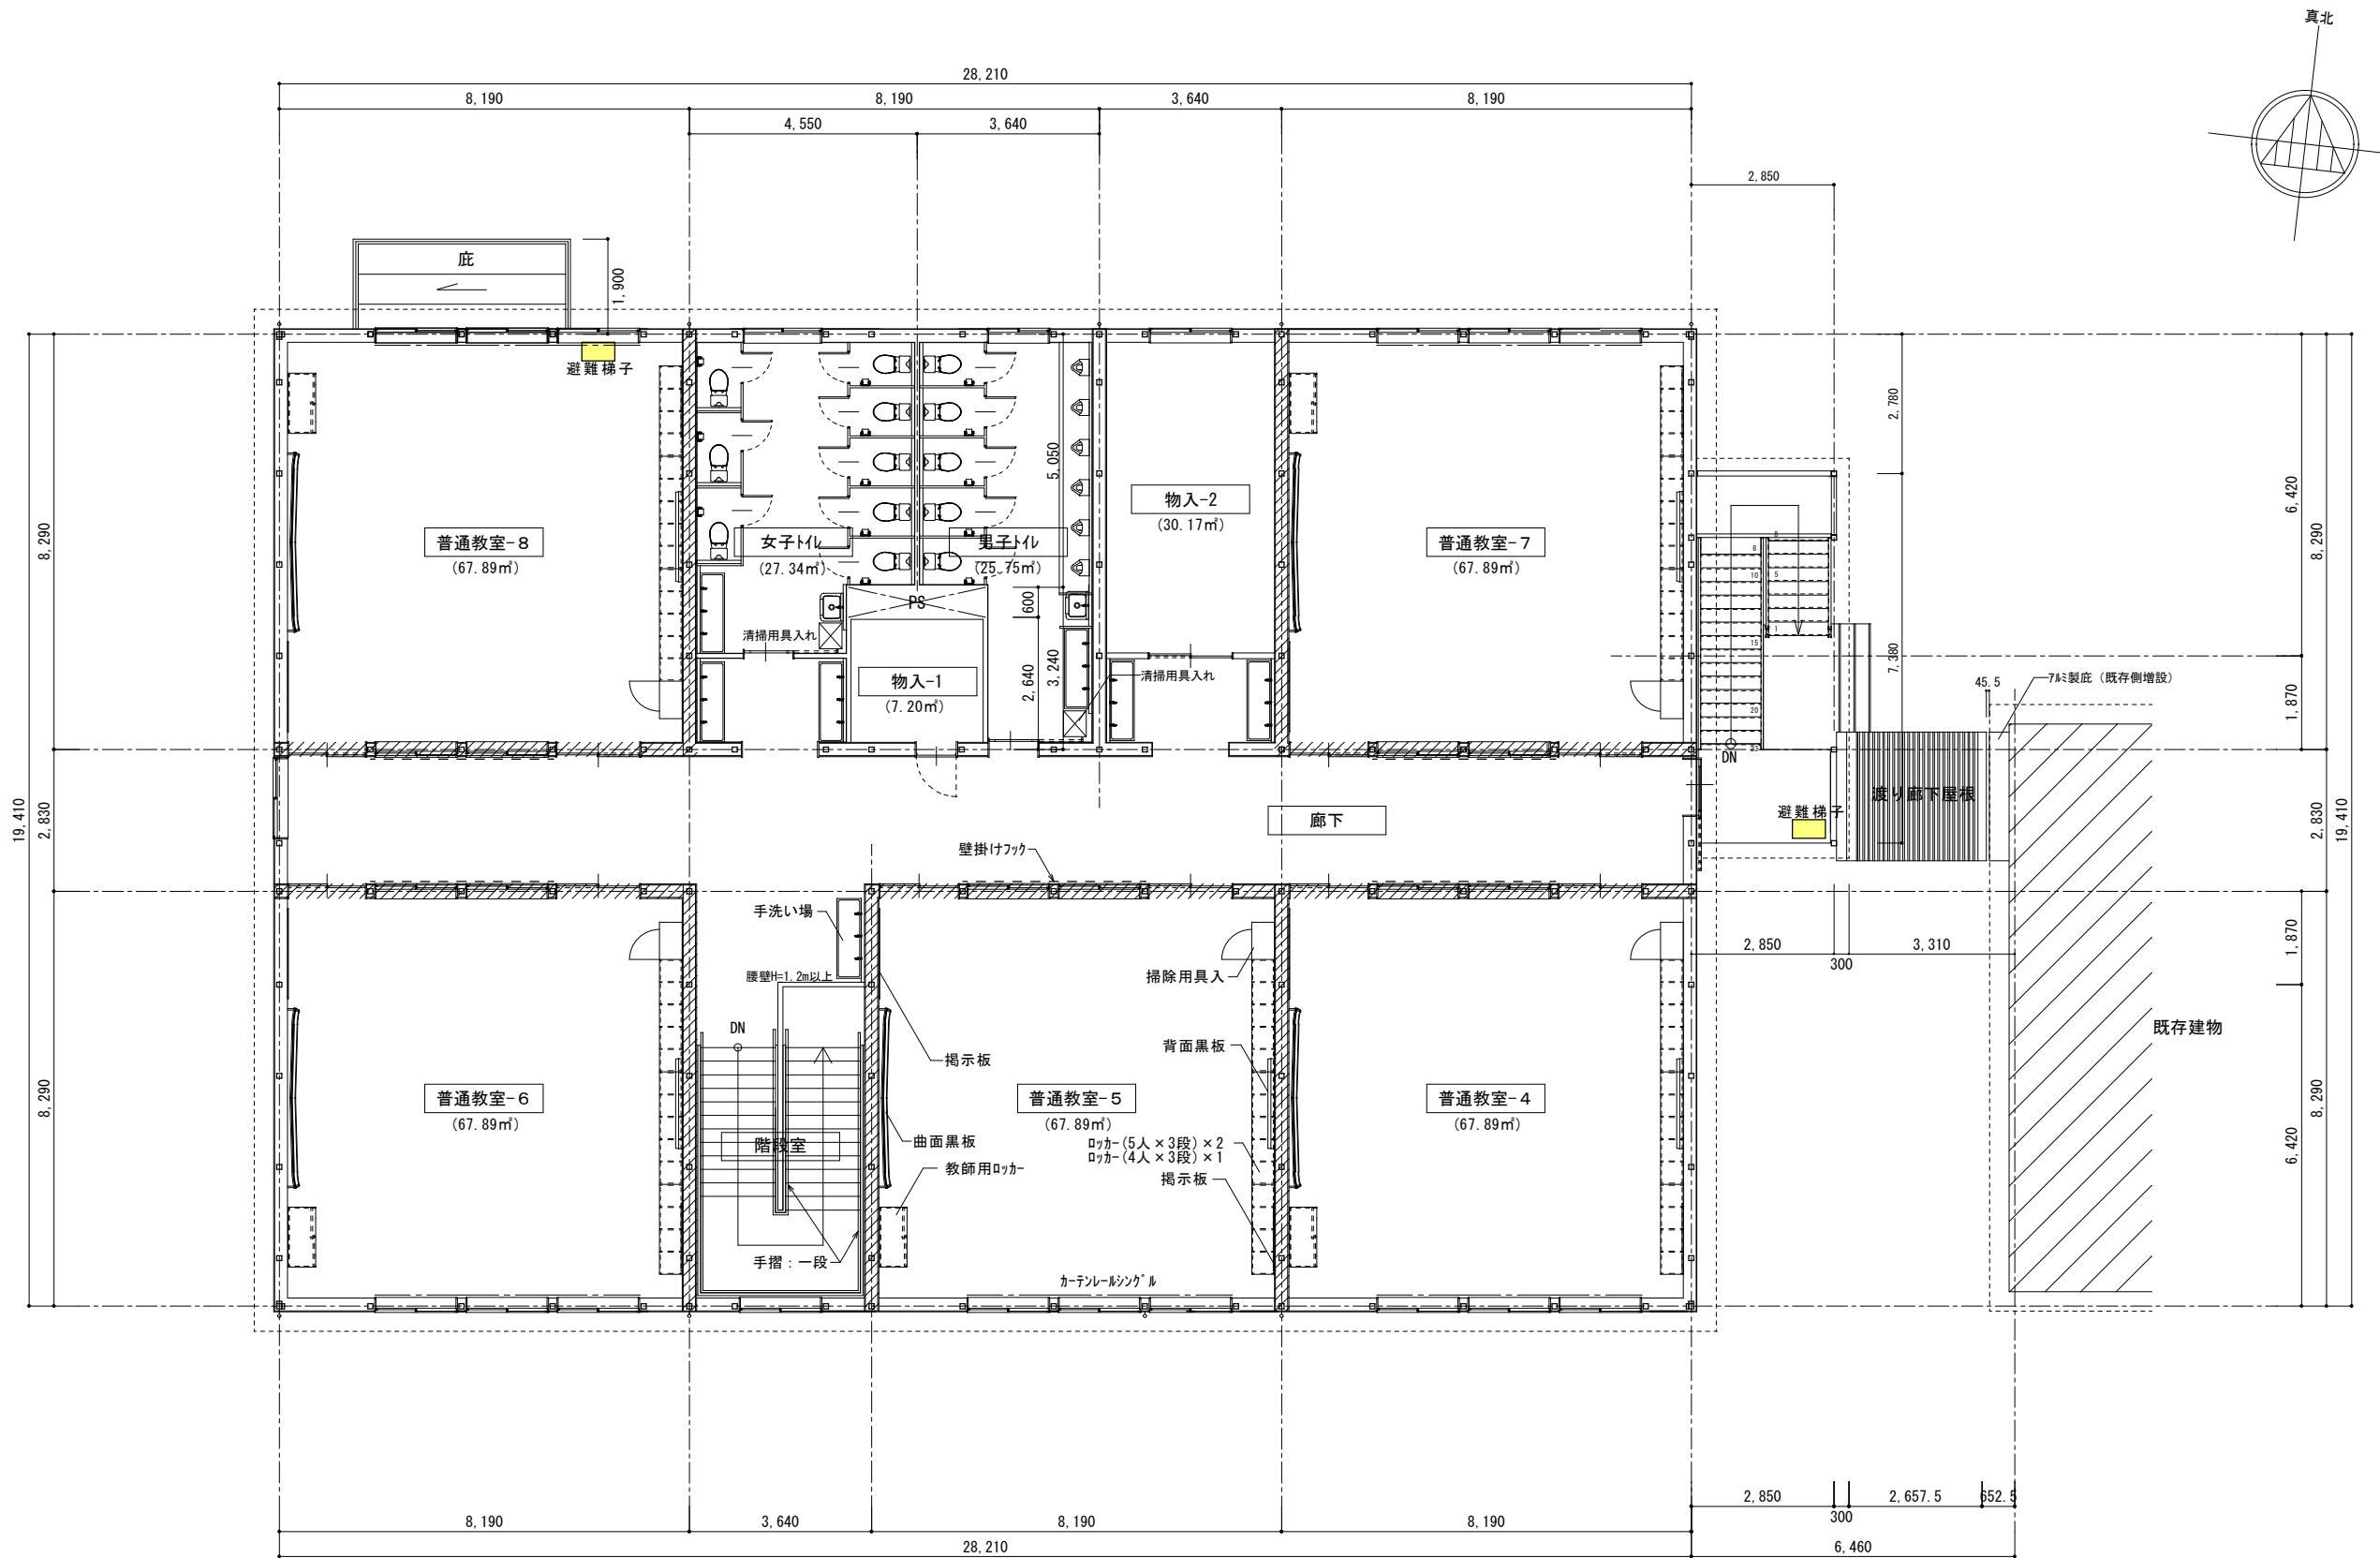 真北
28,210
8,190
8,190
3,640
8,190
4,550
3,640
2,850
庇
1,900
避難梯子
2,780
5,050
物入-2
(30.17㎡)
6,420
8,290
普通教室-8
(67.89㎡)
女子ﾄｲﾚ
(27.34㎡)
男子ﾄｲﾚ
(25.75㎡)
普通教室-7
(67.89㎡)
8,290
8
10
5
1
15
20
PS
600
清掃用具入れ
3,240
2,640
物入-1
(7.20㎡)
清掃用具入れ
7,380
45.5
ｱﾙﾐ製庇（既存側増設）
1,870
DN
19,410
2,830
廊下
避難梯子
渡り廊下屋根
2,830
19,410
壁掛けﾌｯｸ
手洗い場
腰壁H=1.2m以上
掃除用具入
2,850
300
3,310
1,870
DN
掲示板
背面黒板
既存建物
8,290
普通教室-6
(67.89㎡)
階段室
普通教室-5
(67.89㎡)
普通教室-4
(67.89㎡)
8,290
曲面黒板
ﾛｯｶｰ(5人×3段)×2
ﾛｯｶｰ(4人×3段)×1
6,420
教師用ﾛｯｶｰ
掲示板
手摺：一段
ｶｰﾃﾝﾚｰﾙｼﾝｸﾞﾙ
2,850
300
2,657.5
652.5
8,190
3,640
8,190
8,190
28,210
6,460